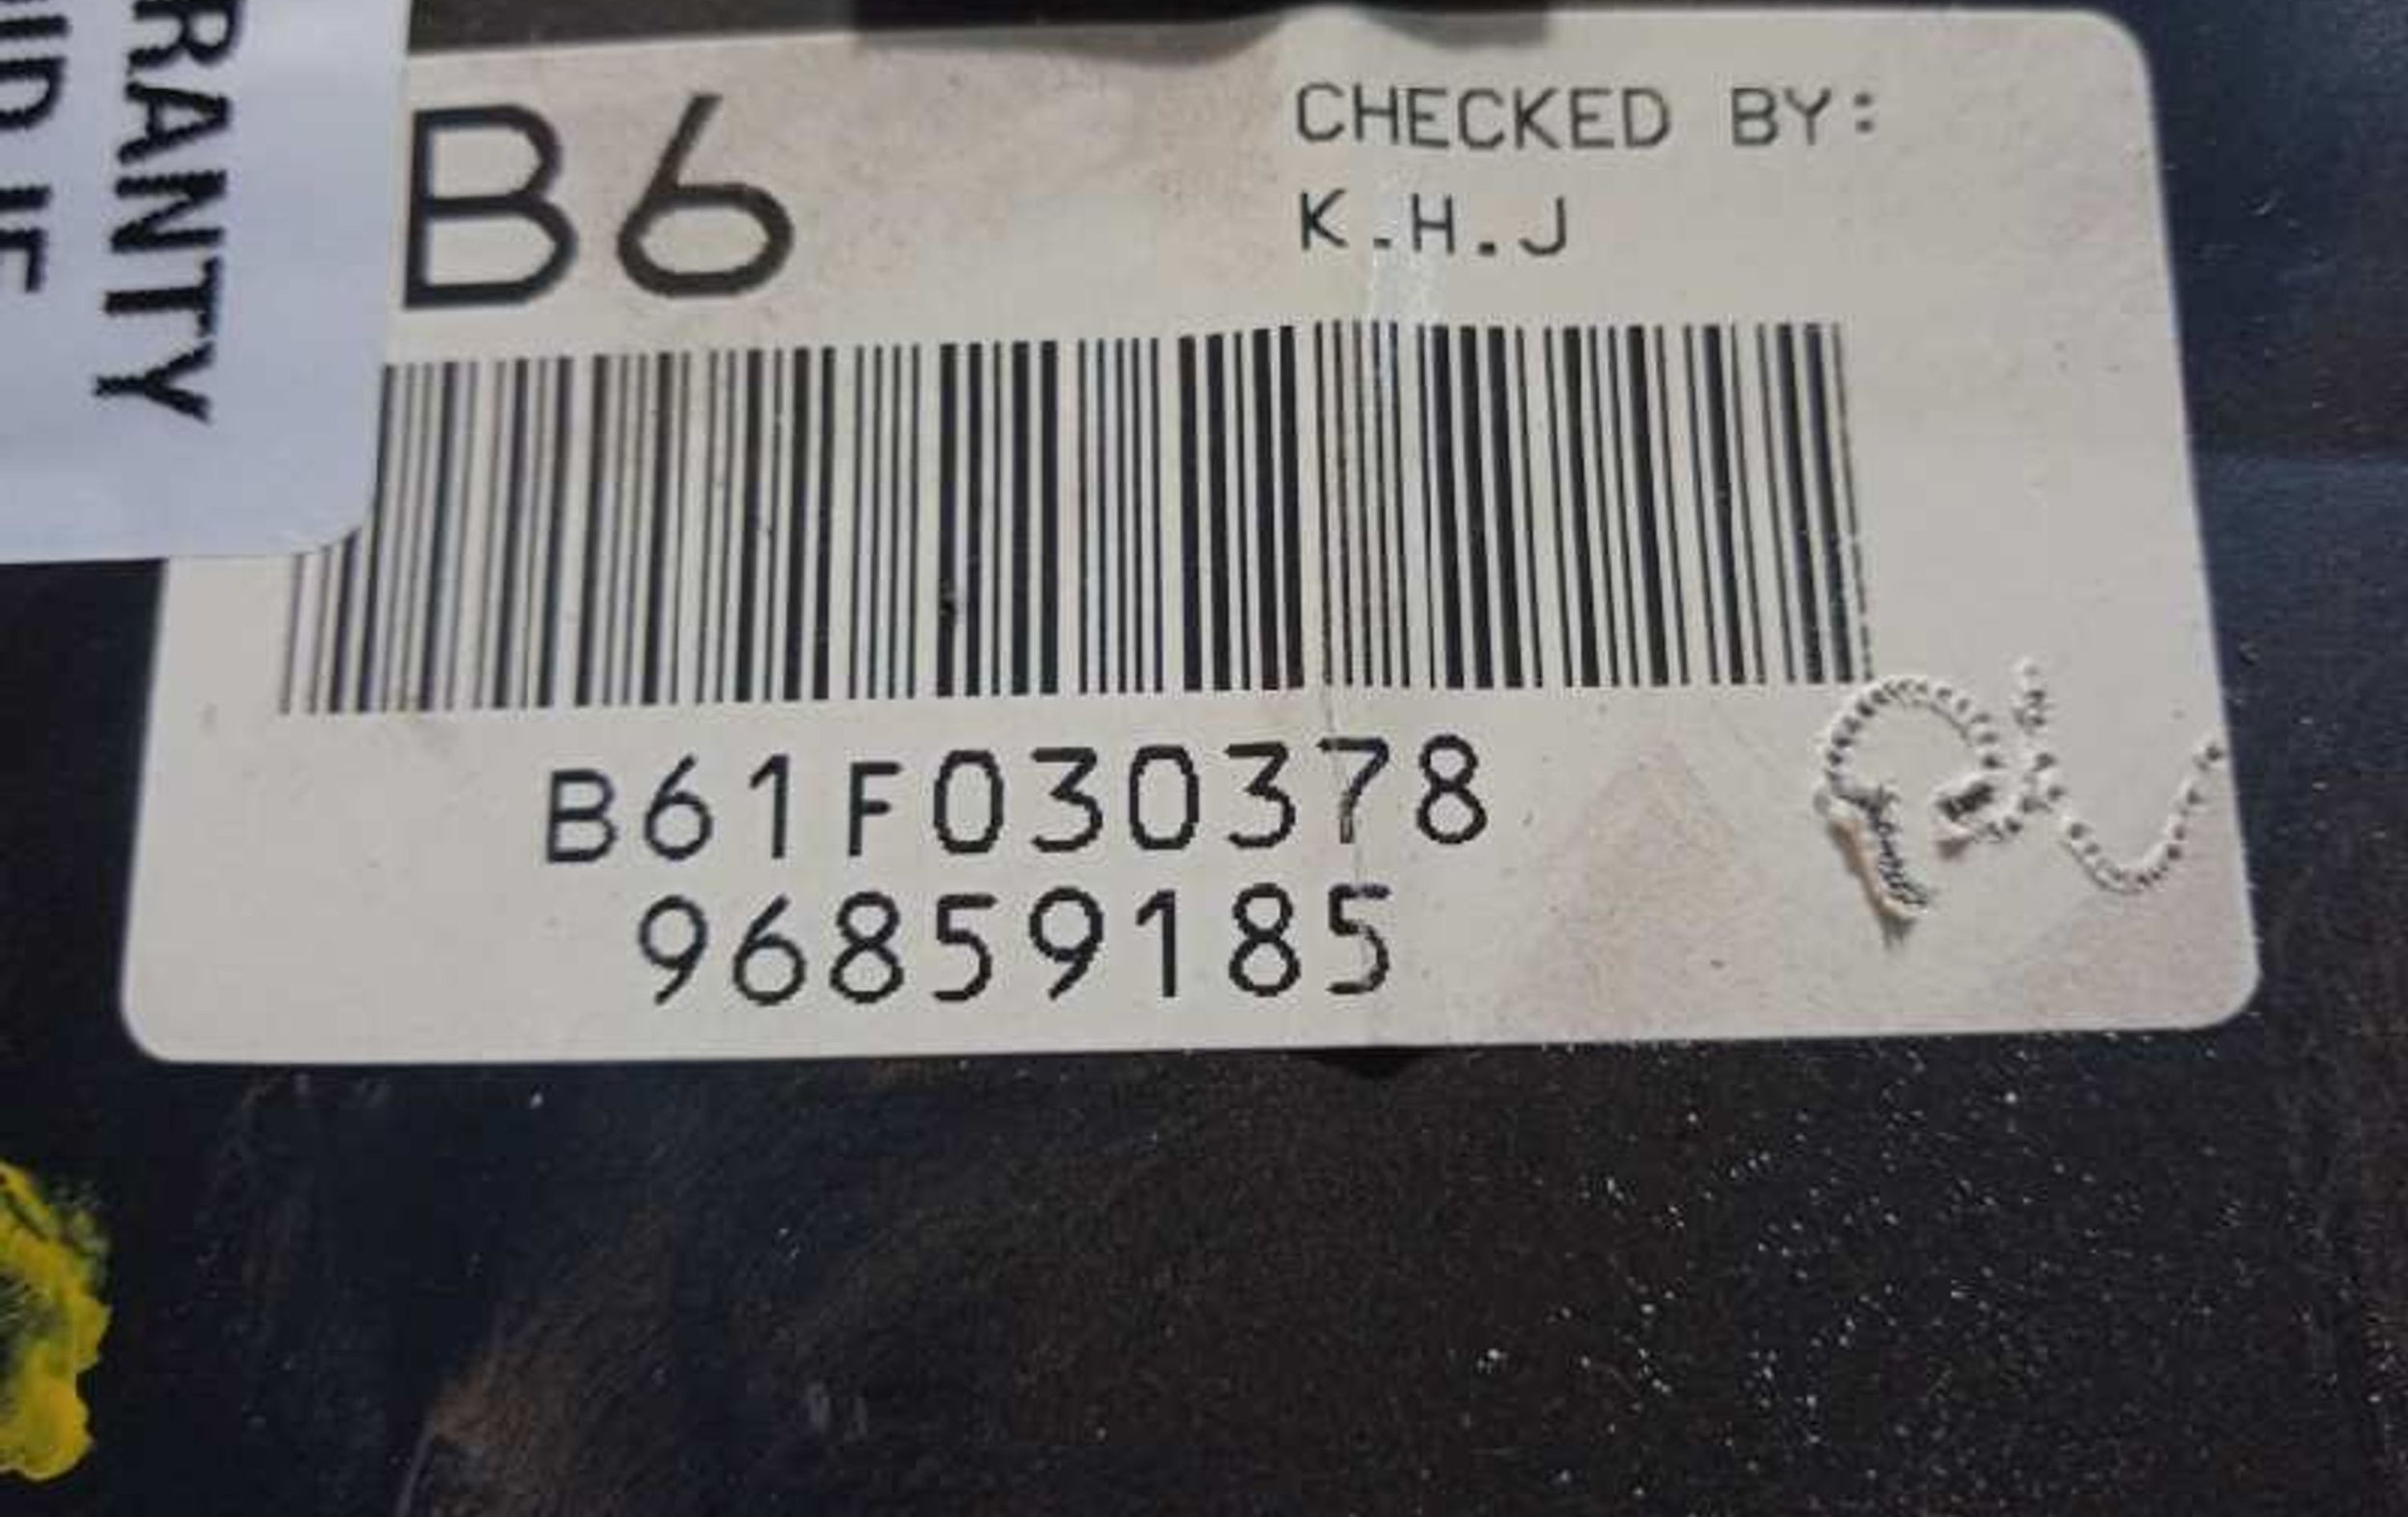 RANTY
B6
CHECKED BY:
K.H.J
B61F030378
96859185